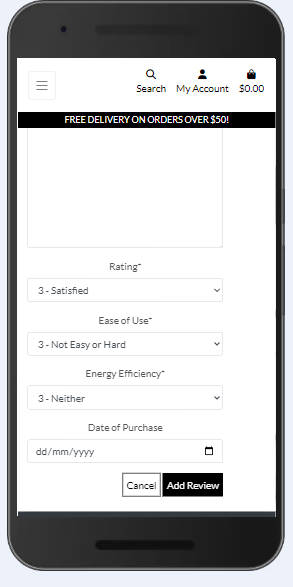 Search My Account $0.00
FREE DELIVERY ON ORDERS OVER $50!
Rating*
3 - Satisfied
Ease of Use*
3 - Not Easy or Hard
Energy Efficiency*
3 - Neither
Date of Purchase
dd/mm/yyyy
Cancel Add Review